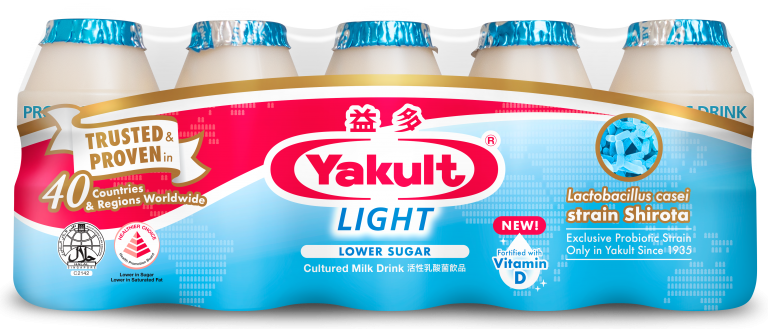 PRO
DRINK
TRUSTED &
PROVEN in
40 Countries
& Regions Worldwide
益多
Yakult®
LIGHT
LOWER SUGAR
Cultured Milk Drink 活性乳酸菌飲品
HEALTHIER CHOICE
Lower in Sugar
Lower in Saturated Fat
NEW!
Fortified with
Vitamin
D
Lactobacillus casei
strain Shirota
Exclusive Probiotic Strain
Only in Yakult Since 1935